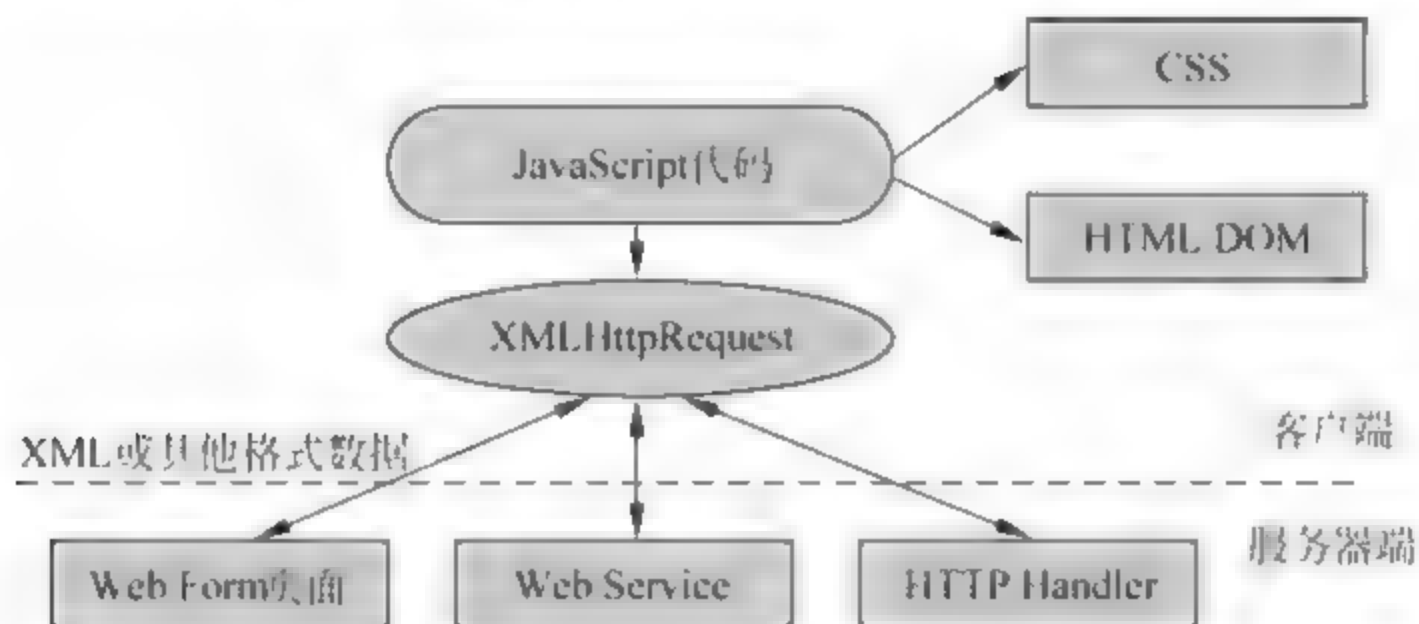 CSS
JavaScript代码
HTML DOM
XMLHttpRequest
客户端
XML或其他格式数据
服务器端
Web Form页面
Web Service
HTTP Handler